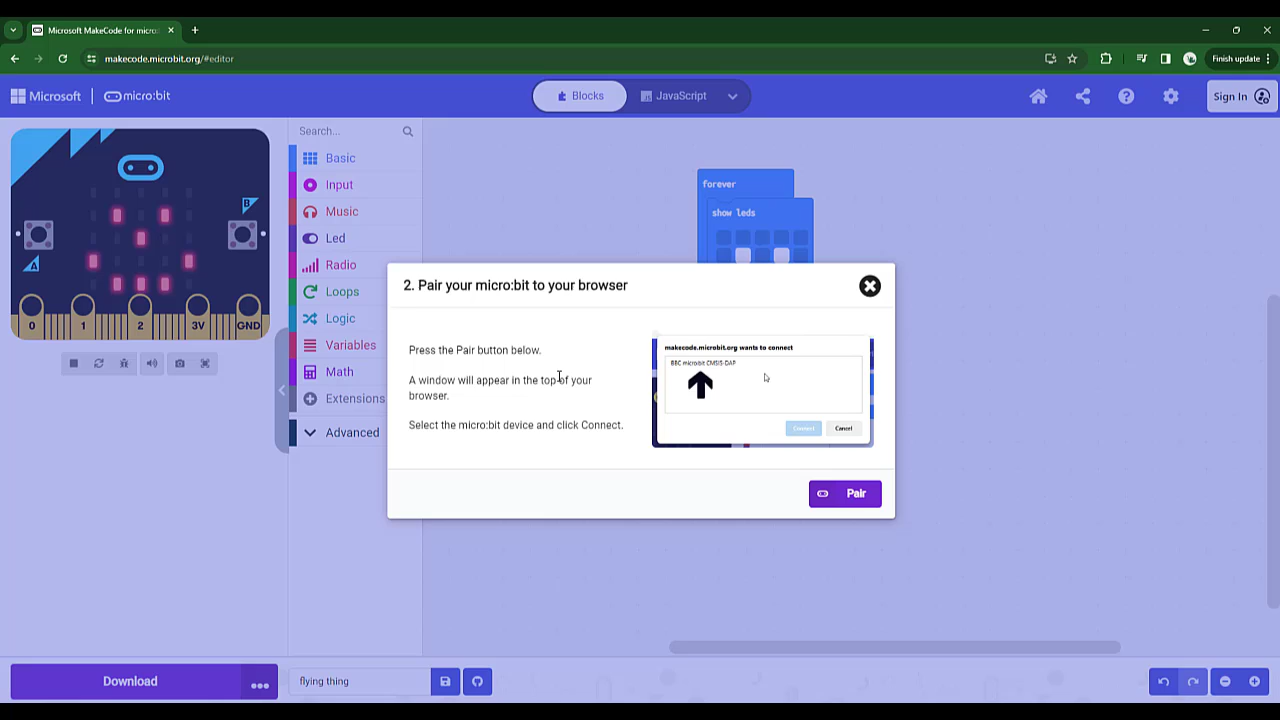 Microsoft MakeCode for micro:
makecode.microbit.org/#editor
Finish update
Microsoft
micro:bit
Blocks
JavaScript
Sign In
B
A
0
1
2
3V
GND
Search...
Basic
Input
Music
Led
Radio
Loops
Logic
Variables
Math
Extensions
Advanced
forever
show leds
2. Pair your micro:bit to your browser
Press the Pair button below.
A window will appear in the top of your
browser.
Select the micro:bit device and click Connect.
makecode.microbit.org wants to connect
BBC micro:bit CMSIS-DAP
Connect
Cancel
Pair
Download
flying thing